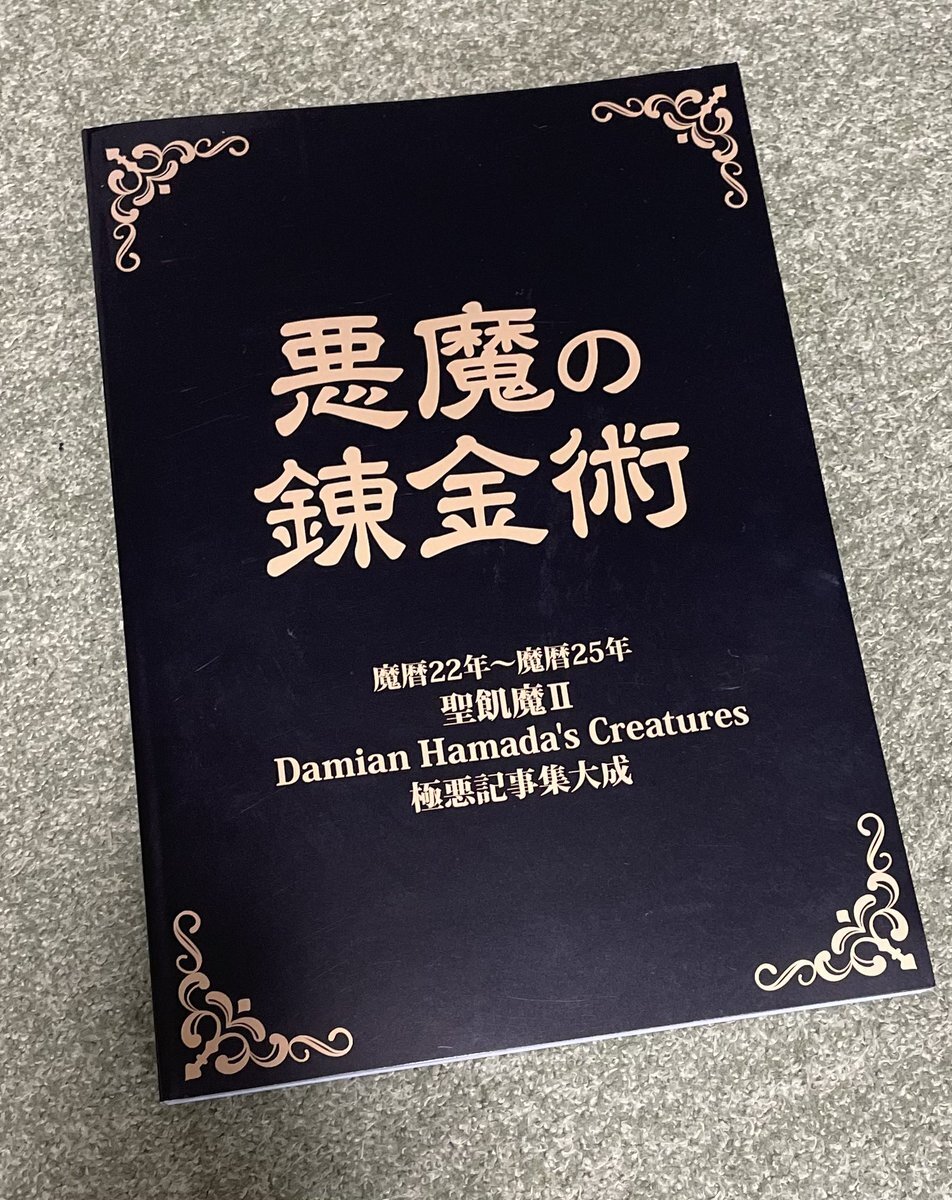 悪魔の
錬金術
魔暦22年～魔暦25年
聖飢魔Ⅱ
Damian Hamada's Creatures
極悪記事集大成